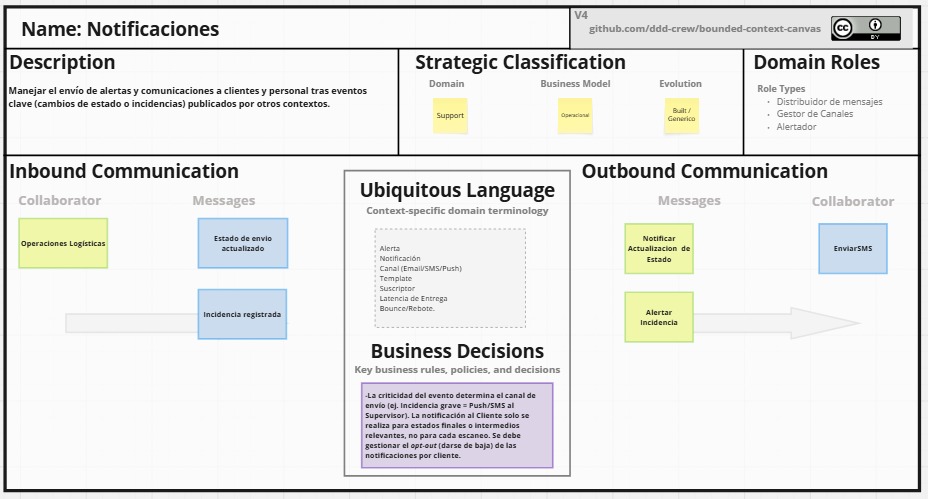 Name: Notificaciones
V4
github.com/ddd-crew/bounded-context-canvas
cc
BY
Description
Manejar el envío de alertas y comunicaciones a clientes y personal tras eventos
clave (cambios de estado o incidencias) publicados por otros contextos.
Strategic Classification
Domain
Business Model
Evolution
Support
Operacional
Built /
Generico
Domain Roles
Role Types
· Distribuidor de mensajes
· Gestor de Canales
· Alertador
Inbound Communication
Collaborator
Messages
Operaciones Logísticas
Estado de envio
actualizado
Incidencia registrada
Ubiquitous Language
Context-specific domain terminology
Alerta
Notificación
Canal (Email/SMS/Push)
Template
Suscriptor
Latencia de Entrega
Bounce/Rebote.
Business Decisions
Key business rules, policies, and decisions
-La criticidad del evento determina el canal de
envío (ej. Incidencia grave = Push/SMS al
Supervisor). La notificación al Cliente solo se
realiza para estados finales o intermedios
relevantes, no para cada escaneo. Se debe
gestionar el opt-out (darse de baja) de las
notificaciones por cliente.
Outbound Communication
Messages
Collaborator
Notificar
Actualizacion de
Estado
EnviarSMS
Alertar
Incidencia